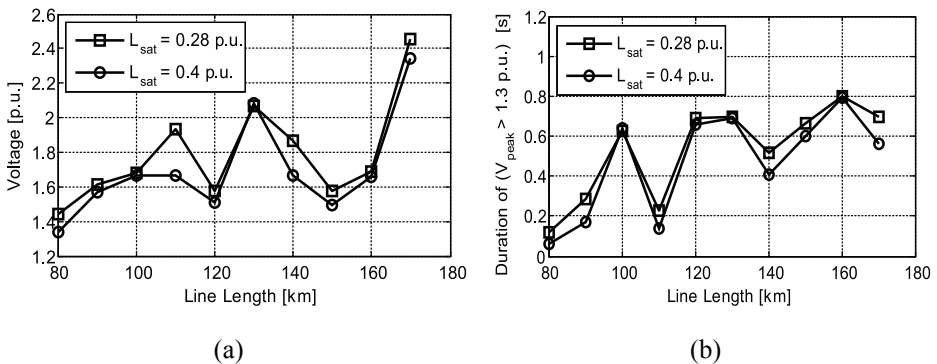 2.6
2.4
2.2
2
1.8
1.6
1.4
1.2
Voltage [p.u.]
L_sat = 0.28 p.u.
L_sat = 0.4 p.u.
80 100 120 140 160 180
Line Length [km]
(a)
1.2
1
0.8
0.6
0.4
0.2
0
Duration of (V_peak > 1.3 p.u.) [s]
L_sat = 0.28 p.u.
L_sat = 0.4 p.u.
80 100 120 140 160 180
Line Length [km]
(b)